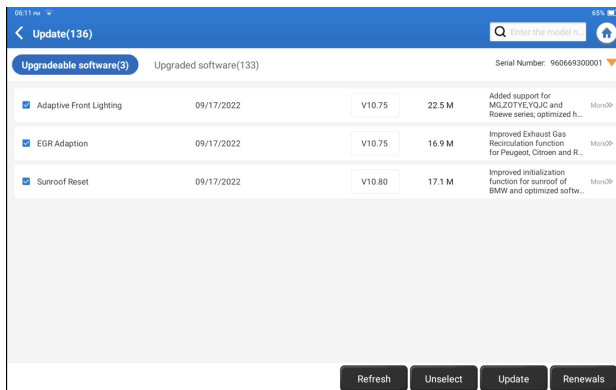 06:11 PM
65%
Update(136)
Enter the model n...
Upgradeable software(3)
Upgraded software(133)
Serial Number: 960669300001
Adaptive Front Lighting
09/17/2022
V10.75
22.5 M
Added support for
MG,ZOTYE,YQJC and
Roewe series; optimized h...
More>>
EGR Adaption
09/17/2022
V10.75
16.9 M
Improved Exhaust Gas
Recirculation function
for Peugeot, Citroen and R...
More>>
Sunroof Reset
09/17/2022
V10.80
17.1 M
Improved initialization
function for sunroof of
BMW and optimized softw...
More>>
Refresh
Unselect
Update
Renewals